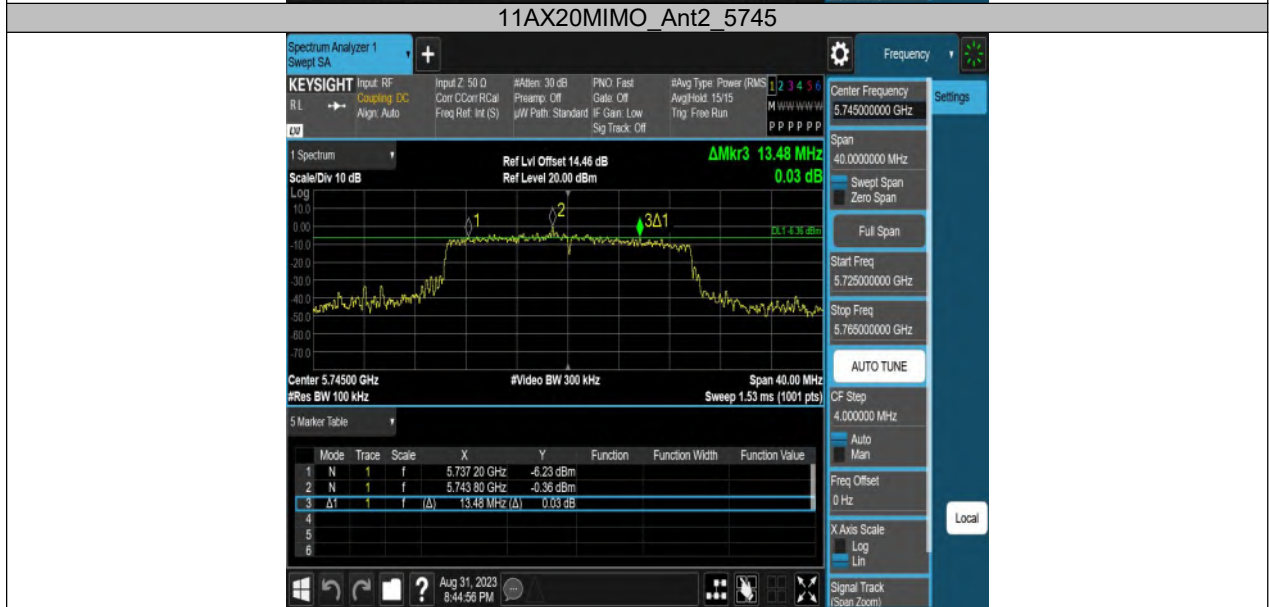 11AX20MIMO_Ant2_5745
Spectrum Analyzer 1
Swept SA
Frequency
KEYSIGHT
RL
LXI
Input: RF
Coupling: DC
Align: Auto
Input Z: 50 Ω
Corr CCorr RCal
Freq Ref: Int (S)
#Atten: 30 dB
Preamp: Off
µW Path: Standard
PNO: Fast
Gate: Off
IF Gain: Low
Sig Track: Off
#Avg Type: Power (RMS
Avg|Hold: 15/15
Trig: Free Run
1 2 3 4 5 6
M W W W W W
P P P P P P
Center Frequency
5.745000000 GHz
Settings
Span
40.0000000 MHz
Swept Span
Zero Span
Full Span
Start Freq
5.725000000 GHz
Stop Freq
5.765000000 GHz
AUTO TUNE
CF Step
4.000000 MHz
Auto
Man
Freq Offset
0 Hz
X Axis Scale
Log
Lin
Signal Track
(Span Zoom)
Local
1 Spectrum
Scale/Div 10 dB
Ref Lvl Offset 14.46 dB
Ref Level 20.00 dBm
ΔMkr3 13.48 MHz
0.03 dB
Log
10.0
0.00
-10.0
-20.0
-30.0
-40.0
-50.0
-60.0
-70.0
1
2
3Δ1
DL1 -6.36 dBm
Center 5.74500 GHz
#Res BW 100 kHz
#Video BW 300 kHz
Span 40.00 MHz
Sweep 1.53 ms (1001 pts)
5 Marker Table
Mode Trace Scale X Y Function Function Width Function Value
1 N 1 f 5.737 20 GHz -6.23 dBm
2 N 1 f 5.743 80 GHz -0.36 dBm
3 Δ1 1 f (Δ) 13.48 MHz (Δ) 0.03 dB
4
5
6
?
Aug 31, 2023
8:44:56 PM